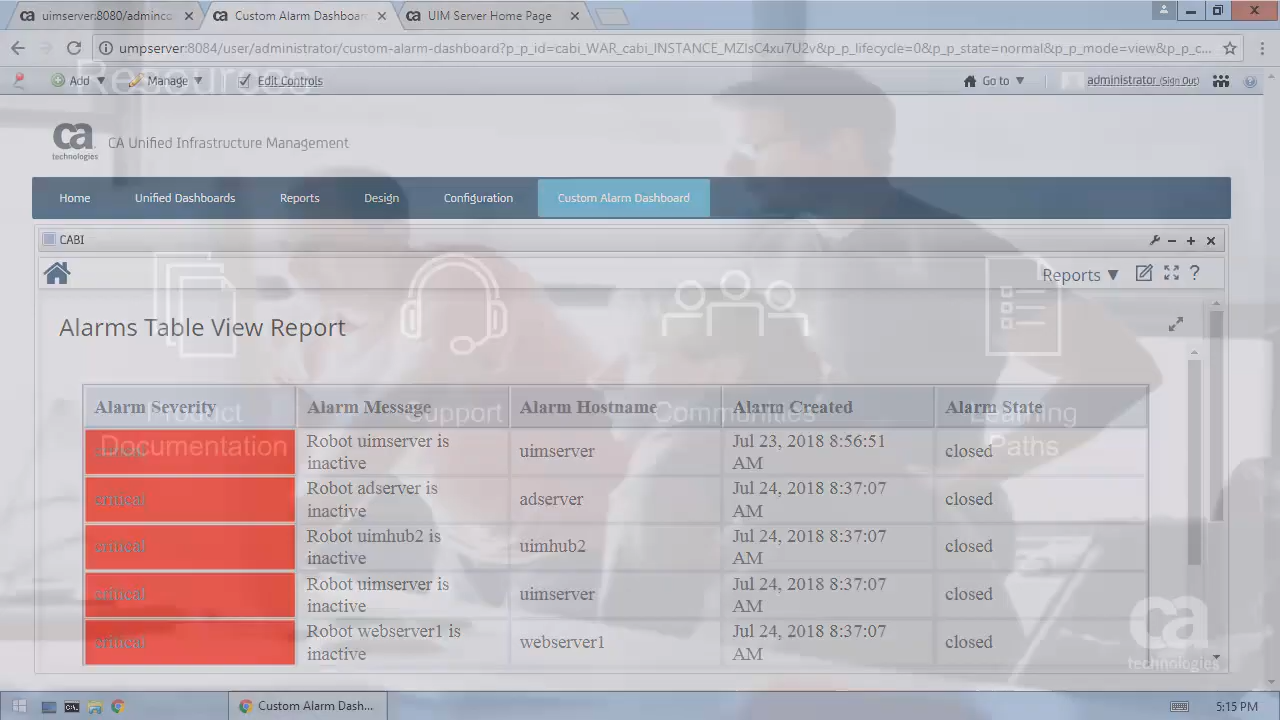 uimserver:8080/adminco
Custom Alarm Dashboar
UIM Server Home Page
umpserver:8084/user/administrator/custom-alarm-dashboard?p_p_id=cabi_WAR_cabi_INSTANCE_MZIsC4xu7U2v&p_p_lifecycle=0&p_p_state=normal&p_p_mode=view&p_p_c...
Resources
Add Manage Edit Controls Go to administrator (Sign Out)
ca technologies
CA Unified Infrastructure Management
Home Unified Dashboards Reports Design Configuration Custom Alarm Dashboard
CABI
Reports ?
Alarms Table View Report
Alarm Severity Alarm Message Alarm Hostname Alarm Created Alarm State
Product Documentation
Support
Communities
Learning Paths
critical Robot uimserver is inactive uimserver Jul 23, 2018 8:56:51 AM closed
critical Robot adserver is inactive adserver Jul 24, 2018 8:37:07 AM closed
critical Robot uimhub2 is inactive uimhub2 Jul 24, 2018 8:37:07 AM closed
critical Robot uimserver is inactive uimserver Jul 24, 2018 8:37:07 AM closed
critical Robot webserver1 is inactive webserver1 Jul 24, 2018 8:37:07 AM closed
ca technologies
Custom Alarm Dash...
5:15 PM